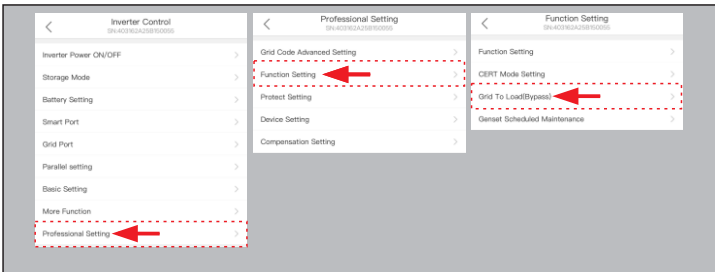 Inverter Control
SN:403162A258150055
Inverter Power ON/OFF
Storage Mode
Battery Setting
Smart Port
Grid Port
Parallel setting
Basic Setting
More Function
Professional Setting
Professional Setting
SN:403162A258150055
Grid Code Advanced Setting
Function Setting
Protect Setting
Device Setting
Compensation Setting
Function Setting
SN:403162A258150055
Function Setting
CERT Mode Setting
Grid To Load(Bypass)
Genset Scheduled Maintenance